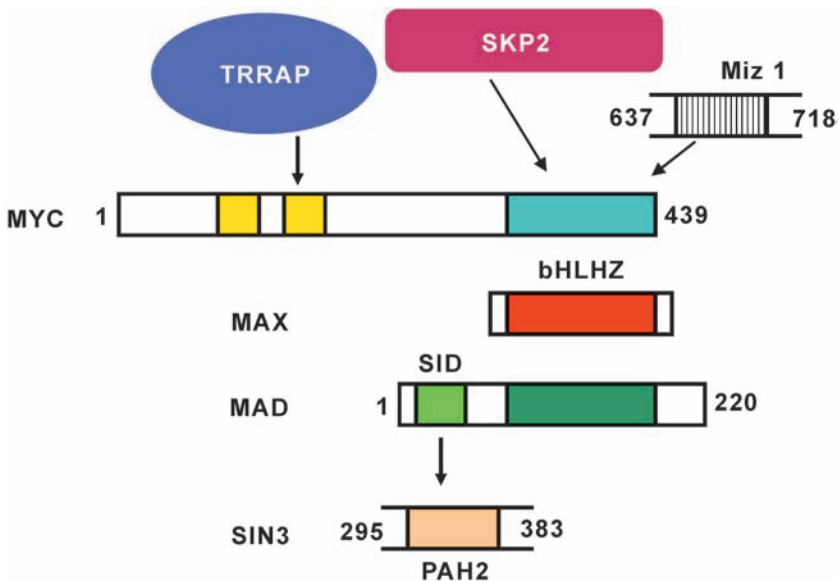 TRRAP
SKP2
Miz 1
637 718
MYC 1 439
bHLHZ
MAX
SID
MAD 1 220
SIN3 295 383
PAH2